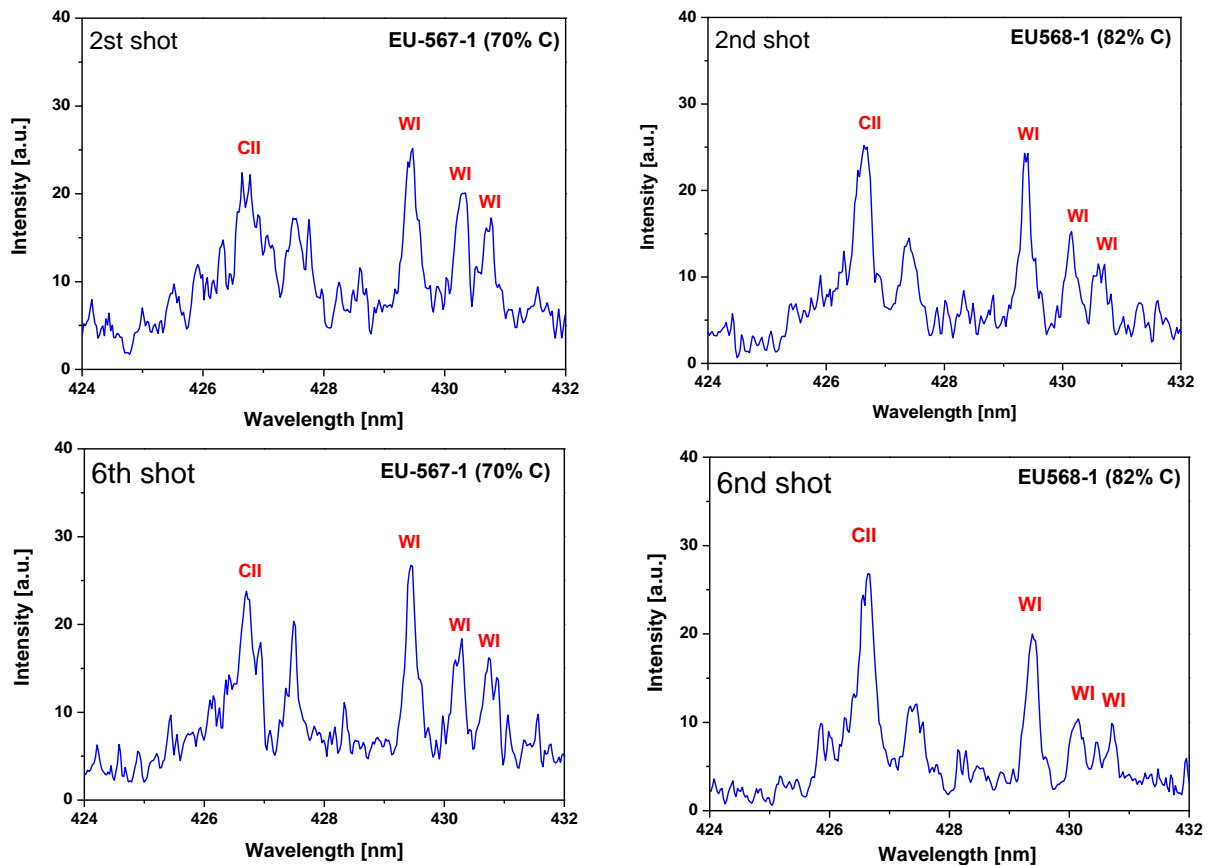 2st shot
EU-567-1 (70% C)
CII
WI
WI
WI
Intensity [a.u.]
40
30
20
10
0
424 426 428 430 432
Wavelength [nm]
2nd shot
EU568-1 (82% C)
CII
WI
WI
WI
Intensity [a.u.]
40
30
20
10
0
424 426 428 430 432
Wavelength [nm]
6th shot
EU-567-1 (70% C)
CII
WI
WI
WI
Intensity [a.u.]
40
30
20
10
0
424 426 428 430 432
Wavelength [nm]
6nd shot
EU568-1 (82% C)
CII
WI
WI
WI
Intensity [a.u.]
40
30
20
10
0
424 426 428 430 432
Wavelength [nm]